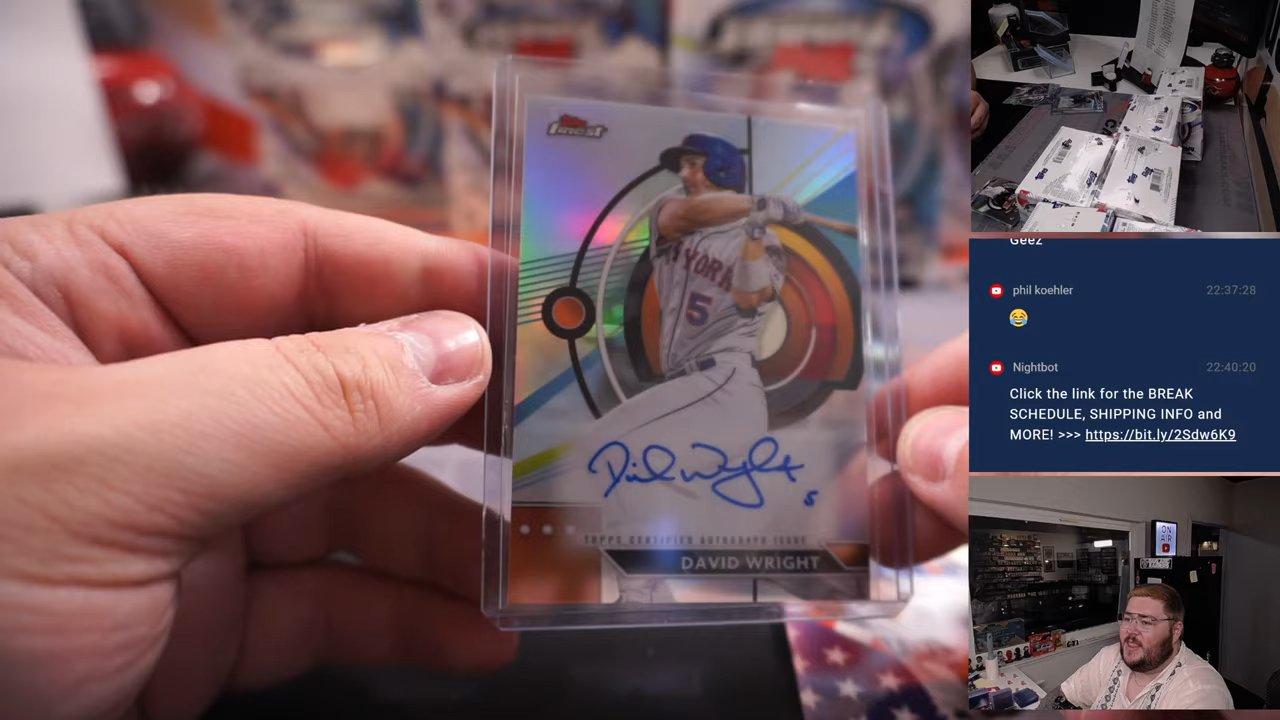 Topps
finest
YORK
5
David Wright 5
TOPPS CERTIFIED AUTOGRAPH ISSUE
DAVID WRIGHT
Geez
phil koehler 22:37:28
😂
Nightbot 22:40:20
Click the link for the BREAK
SCHEDULE, SHIPPING INFO and
MORE! >>> https://bit.ly/2Sdw6K9
ON
AIR